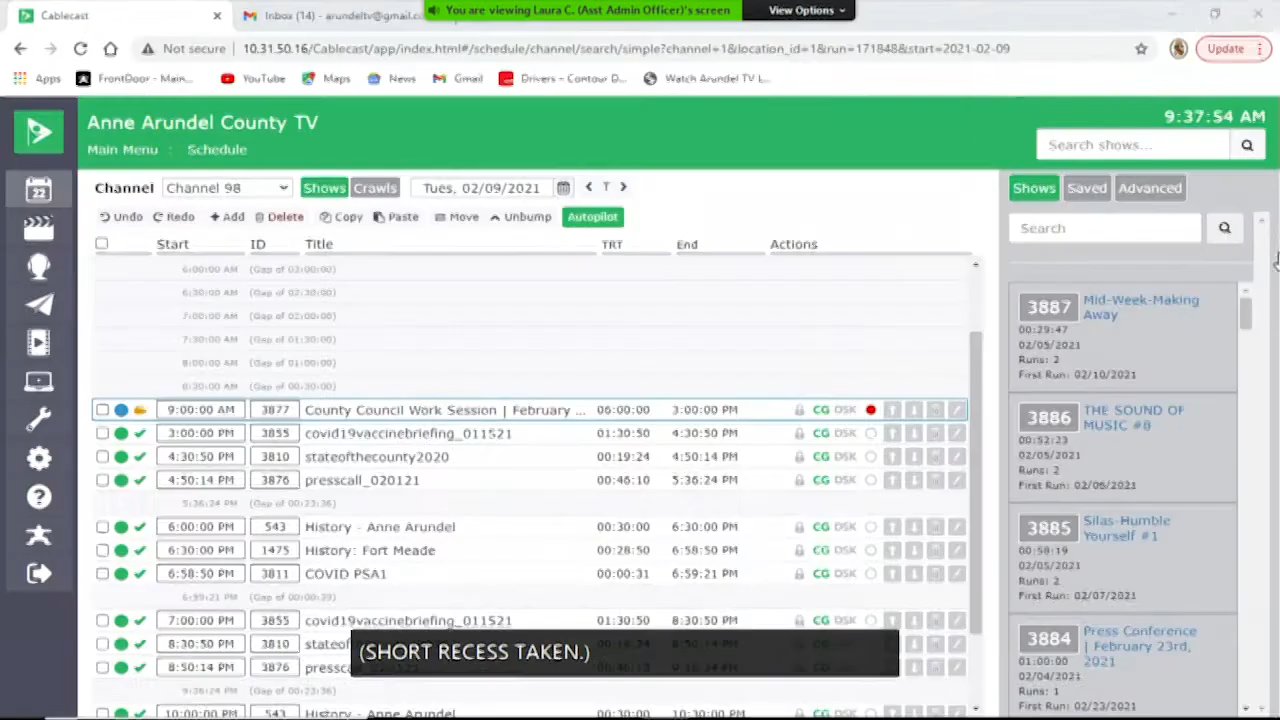 Cablecast
Inbox (14) - arundeltv@gmail.co
You are viewing Laura C. (Asst Admin Officer)'s screen
View Options
Not secure
10.31.50.16/Cablecast/app/index.html#/schedule/channel/search/simple?channel=1&location_id=1&run=171848&start=2021-02-09
Update
Apps
FrontDoor - Main...
YouTube
Maps
News
Gmail
Drivers - Contour D...
Watch Arundel TV L...
Anne Arundel County TV
9:37:54 AM
Main Menu : Schedule
Search shows...
Channel Channel 98 Shows Crawls Tues, 02/09/2021 T
Shows Saved Advanced
Undo Redo Add Delete Copy Paste Move Unbump Autopilot
Search
Start ID Title TRT End Actions
6:00:00 AM (Gap of 03:00:00)
6:30:00 AM (Gap of 02:30:00)
7:00:00 AM (Gap of 02:00:00)
7:30:00 AM (Gap of 01:30:00)
8:00:00 AM (Gap of 01:00:00)
8:30:00 AM (Gap of 00:30:00)
9:00:00 AM 3877 County Council Work Session | February ... 06:00:00 3:00:00 PM CG DSK
3:00:00 PM 3855 covid19vaccinebriefing_011521 01:30:50 4:30:50 PM CG DSK
4:30:50 PM 3810 stateofthecounty2020 00:19:24 4:50:14 PM CG DSK
4:50:14 PM 3876 presscall_020121 00:46:10 5:36:24 PM CG DSK
5:36:24 PM (Gap of 00:23:36)
6:00:00 PM 543 History - Anne Arundel 00:30:00 6:30:00 PM CG DSK
6:30:00 PM 1475 History: Fort Meade 00:28:50 6:58:50 PM CG DSK
6:58:50 PM 3811 COVID PSA1 00:00:31 6:59:21 PM CG DSK
6:59:21 PM (Gap of 00:00:39)
7:00:00 PM 3855 covid19vaccinebriefing_011521 01:30:50 8:30:50 PM CG DSK
8:30:50 PM 3810 stateof
8:50:14 PM 3876 pressca
9:36:24 PM (Gap of 00:23:36)
10:00:00 PM 543 History - Anne Arundel 00:30:00 10:30:00 PM CG DSK
(SHORT RECESS TAKEN.)
3887 Mid-Week-Making
Away
00:29:47
02/05/2021
Runs: 2
First Run: 02/10/2021
3886 THE SOUND OF
MUSIC #8
00:52:23
02/05/2021
Runs: 2
First Run: 02/06/2021
3885 Silas-Humble
Yourself #1
00:58:19
02/05/2021
Runs: 2
First Run: 02/07/2021
3884 Press Conference
| February 23rd,
2021
01:00:00
02/04/2021
Runs: 1
First Run: 02/23/2021